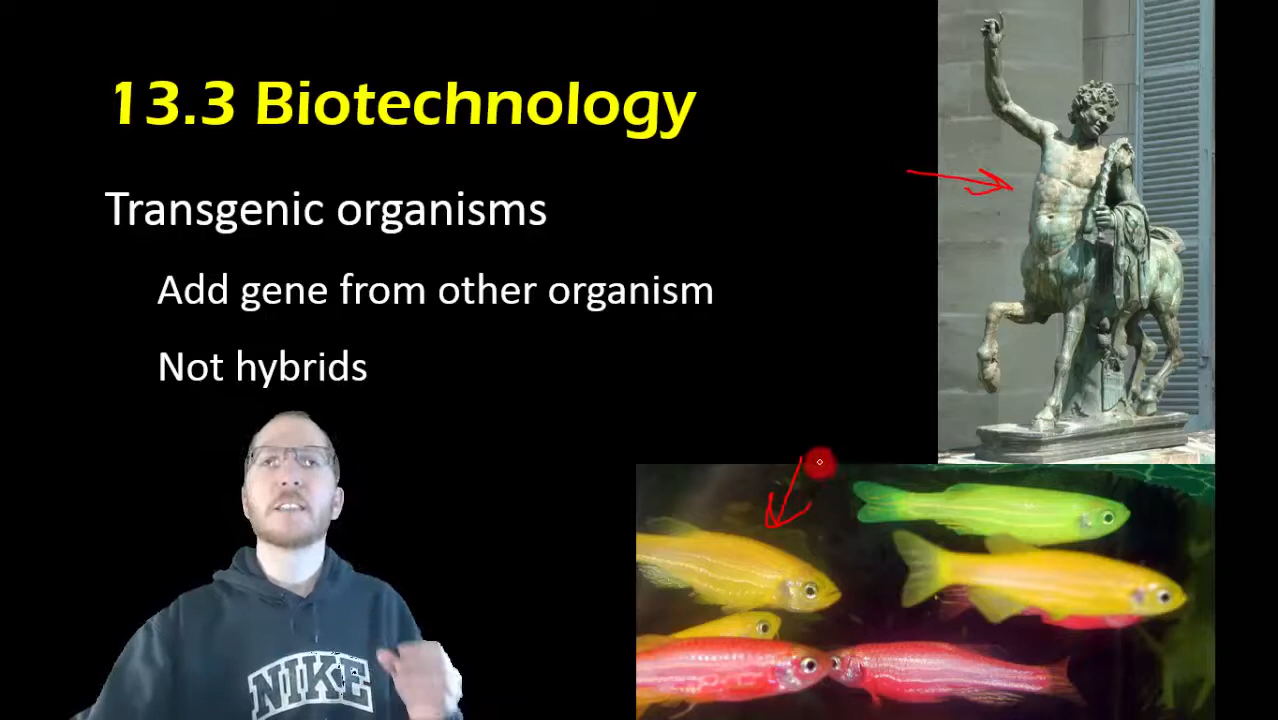 13.3 Biotechnology
Transgenic organisms
Add gene from other organism
Not hybrids
NIKE